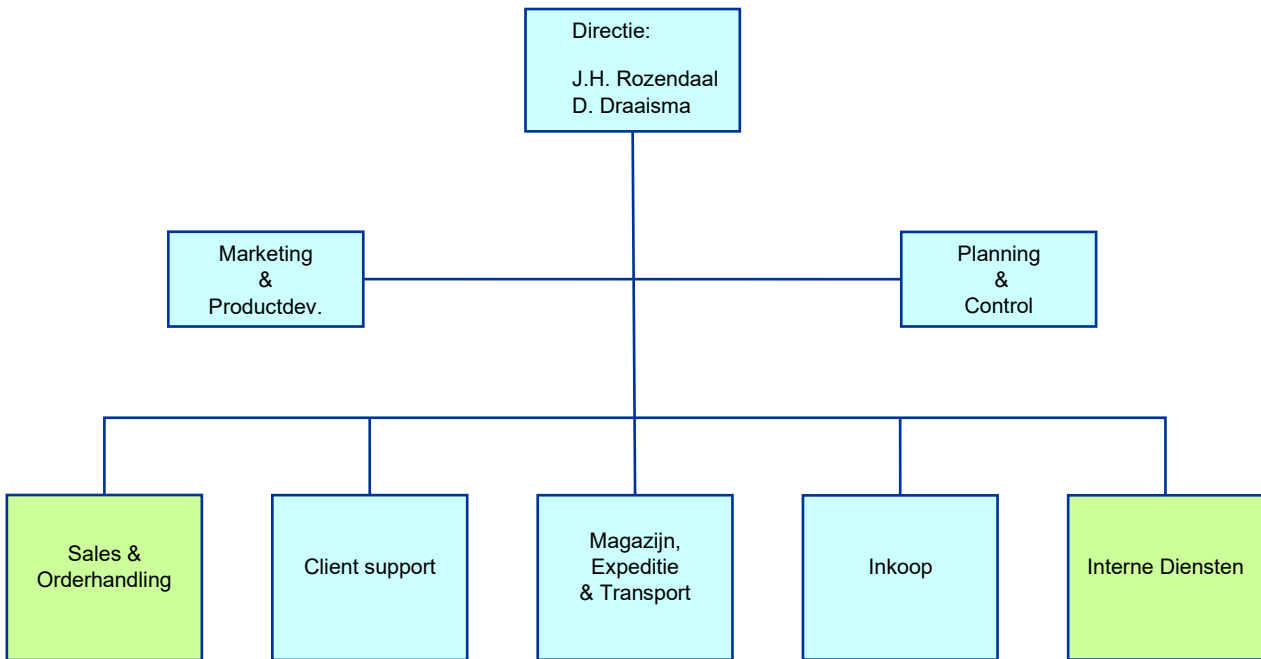 Directie:
J.H. Rozendaal
D. Draaisma
Marketing
&
Productdev.
Planning
&
Control
Sales &
Orderhandling
Client support
Magazijn,
Expeditie
& Transport
Inkoop
Interne Diensten